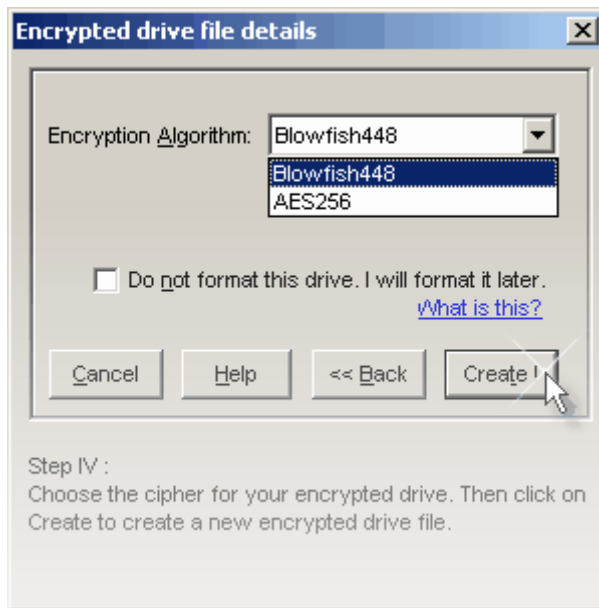 Encrypted drive file details
Encryption Algorithm: Blowfish448
Blowfish448
AES256
Do not format this drive. I will format it later.
What is this?
Cancel Help << Back Create !
Step IV :
Choose the cipher for your encrypted drive. Then click on
Create to create a new encrypted drive file.